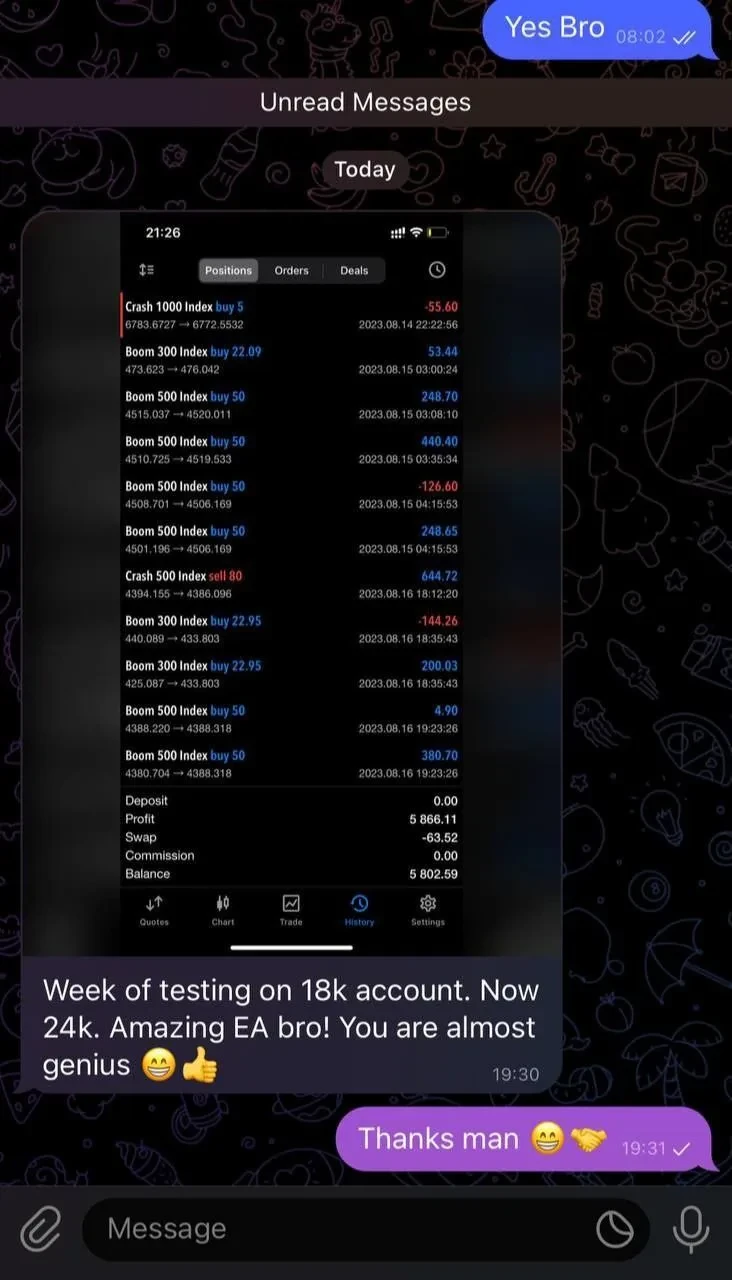 Yes Bro 08:02
Unread Messages
Today
21:26
Positions Orders Deals
Crash 1000 Index buy 5 -55.60
6783.6727 → 6772.5532 2023.08.14 22:22:56
Boom 300 Index buy 22.09 53.44
473.623 → 476.042 2023.08.15 03:00:24
Boom 500 Index buy 50 248.70
4515.037 → 4520.011 2023.08.15 03:08:10
Boom 500 Index buy 50 440.40
4510.725 → 4519.533 2023.08.15 03:35:34
Boom 500 Index buy 50 -126.60
4508.701 → 4506.169 2023.08.15 04:15:53
Boom 500 Index buy 50 248.65
4501.196 → 4506.169 2023.08.15 04:15:53
Crash 500 Index sell 80 644.72
4394.155 → 4386.096 2023.08.16 18:12:20
Boom 300 Index buy 22.95 -144.26
440.089 → 433.803 2023.08.16 18:35:43
Boom 300 Index buy 22.95 200.03
425.087 → 433.803 2023.08.16 18:35:43
Boom 500 Index buy 50 4.90
4388.220 → 4388.318 2023.08.16 19:23:26
Boom 500 Index buy 50 380.70
4380.704 → 4388.318 2023.08.16 19:23:26
Deposit 0.00
Profit 5 866.11
Swap -63.52
Commission 0.00
Balance 5 802.59
Quotes Chart Trade History Settings
Week of testing on 18k account. Now
24k. Amazing EA bro! You are almost
genius 😁👍 19:30
Thanks man 😁🤝 19:31
Message